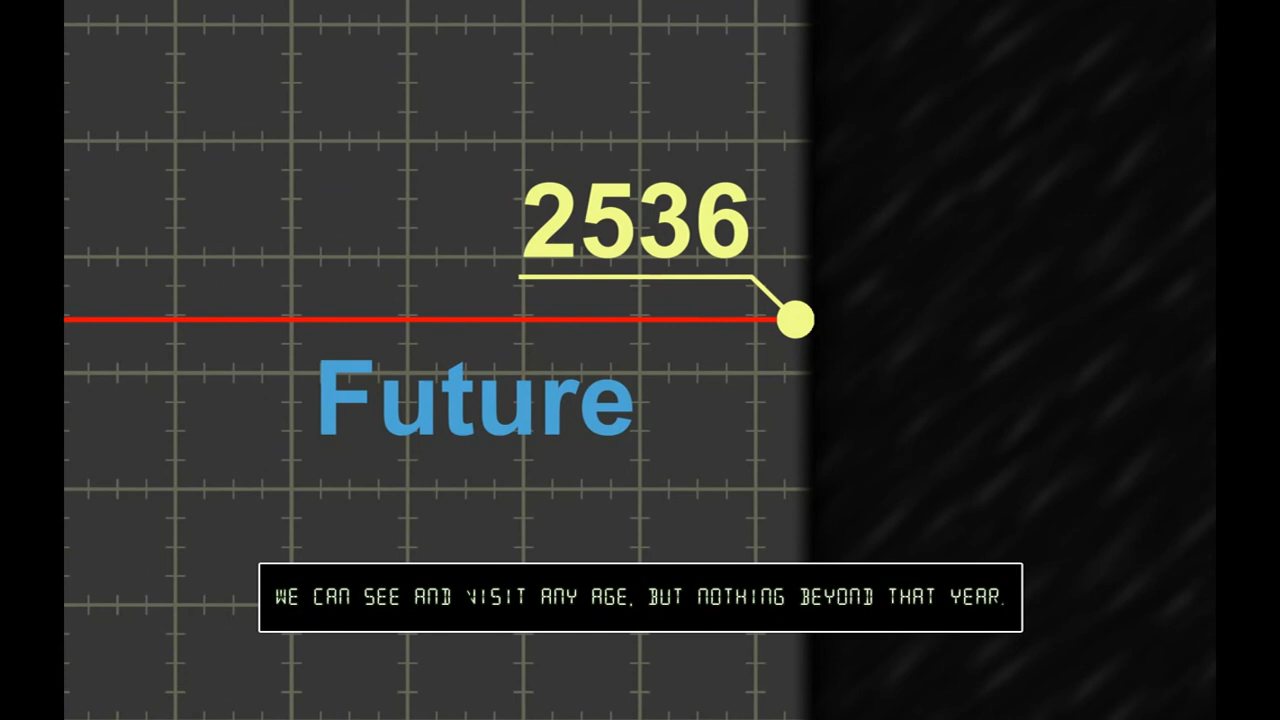 2536
Future
WE CAN SEE AND VISIT ANY AGE, BUT NOTHING BEYOND THAT YEAR.